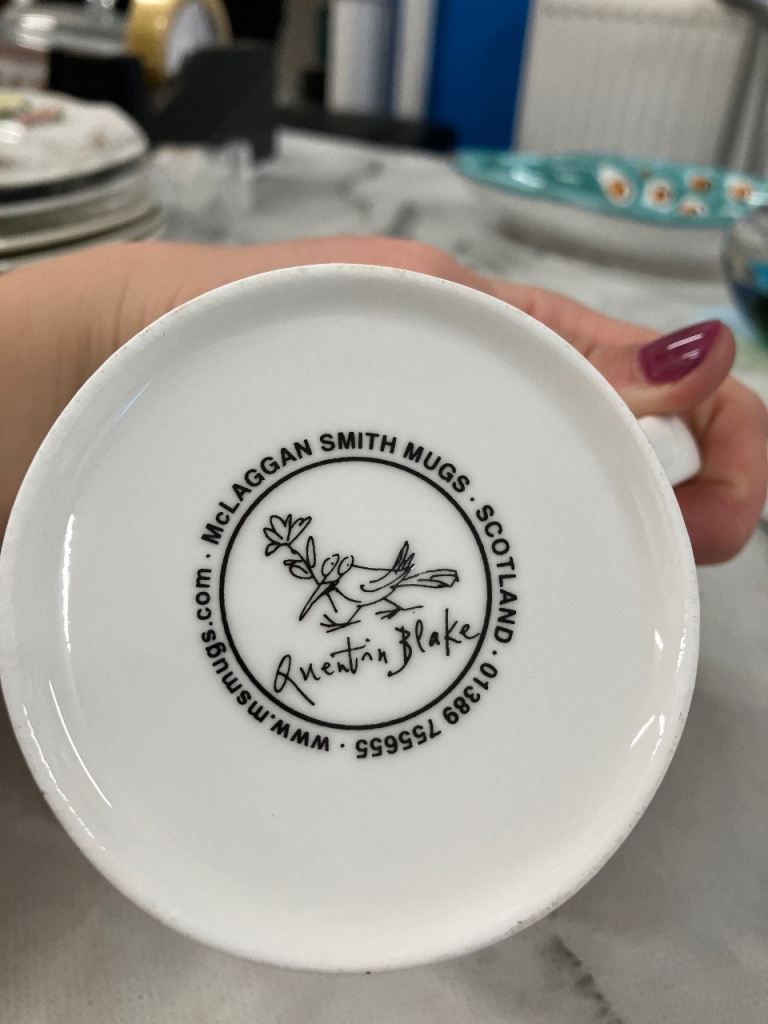 McLAGGAN SMITH MUGS · SCOTLAND · 01389 755655 · www.msmugs.com ·
Quentin Blake